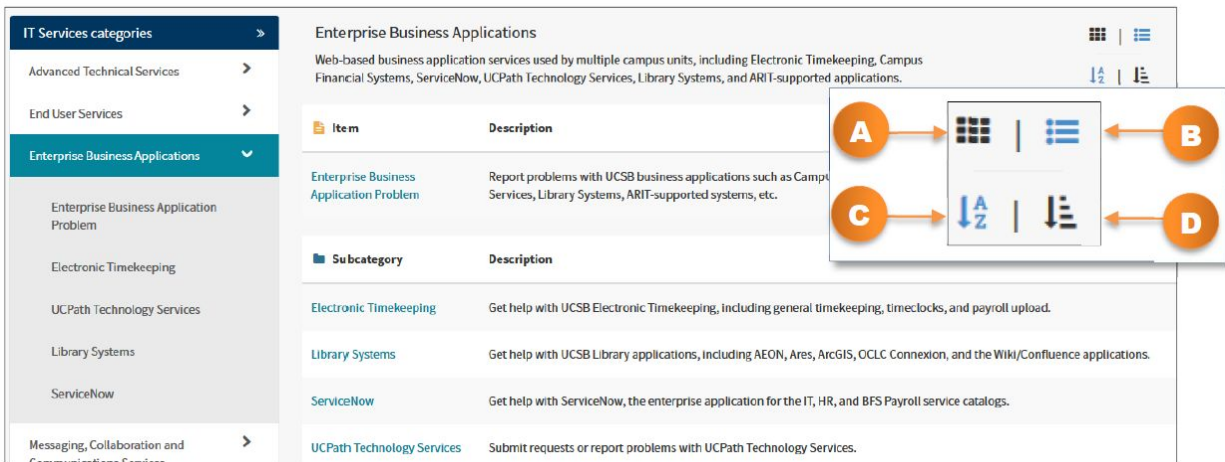 IT Services categories
Advanced Technical Services
End User Services
Enterprise Business Applications
Enterprise Business Application
Problem
Electronic Timekeeping
UCPath Technology Services
Library Systems
ServiceNow
Messaging, Collaboration and
Enterprise Business Applications
Web-based business application services used by multiple campus units, including Electronic Timekeeping, Campus
Financial Systems, ServiceNow, UCPath Technology Services, Library Systems, and ARIT-supported applications.
Item Description
Enterprise Business
Application Problem
Report problems with UCSB business applications such as
Services, Library Systems, ARIT-supported systems, etc.
Subcategory Description
Electronic Timekeeping Get help with UCSB Electronic Timekeeping, including general timekeeping, timeclocks, and payroll upload.
Library Systems Get help with UCSB Library applications, including AEON, Ares, ArcGIS, OCLC Connexion, and the Wiki/Confluence applications.
ServiceNow Get help with ServiceNow, the enterprise application for the IT, HR, and BFS Payroll service catalogs.
UCPath Technology Services Submit requests or report problems with UCPath Technology Services.
A B
C D